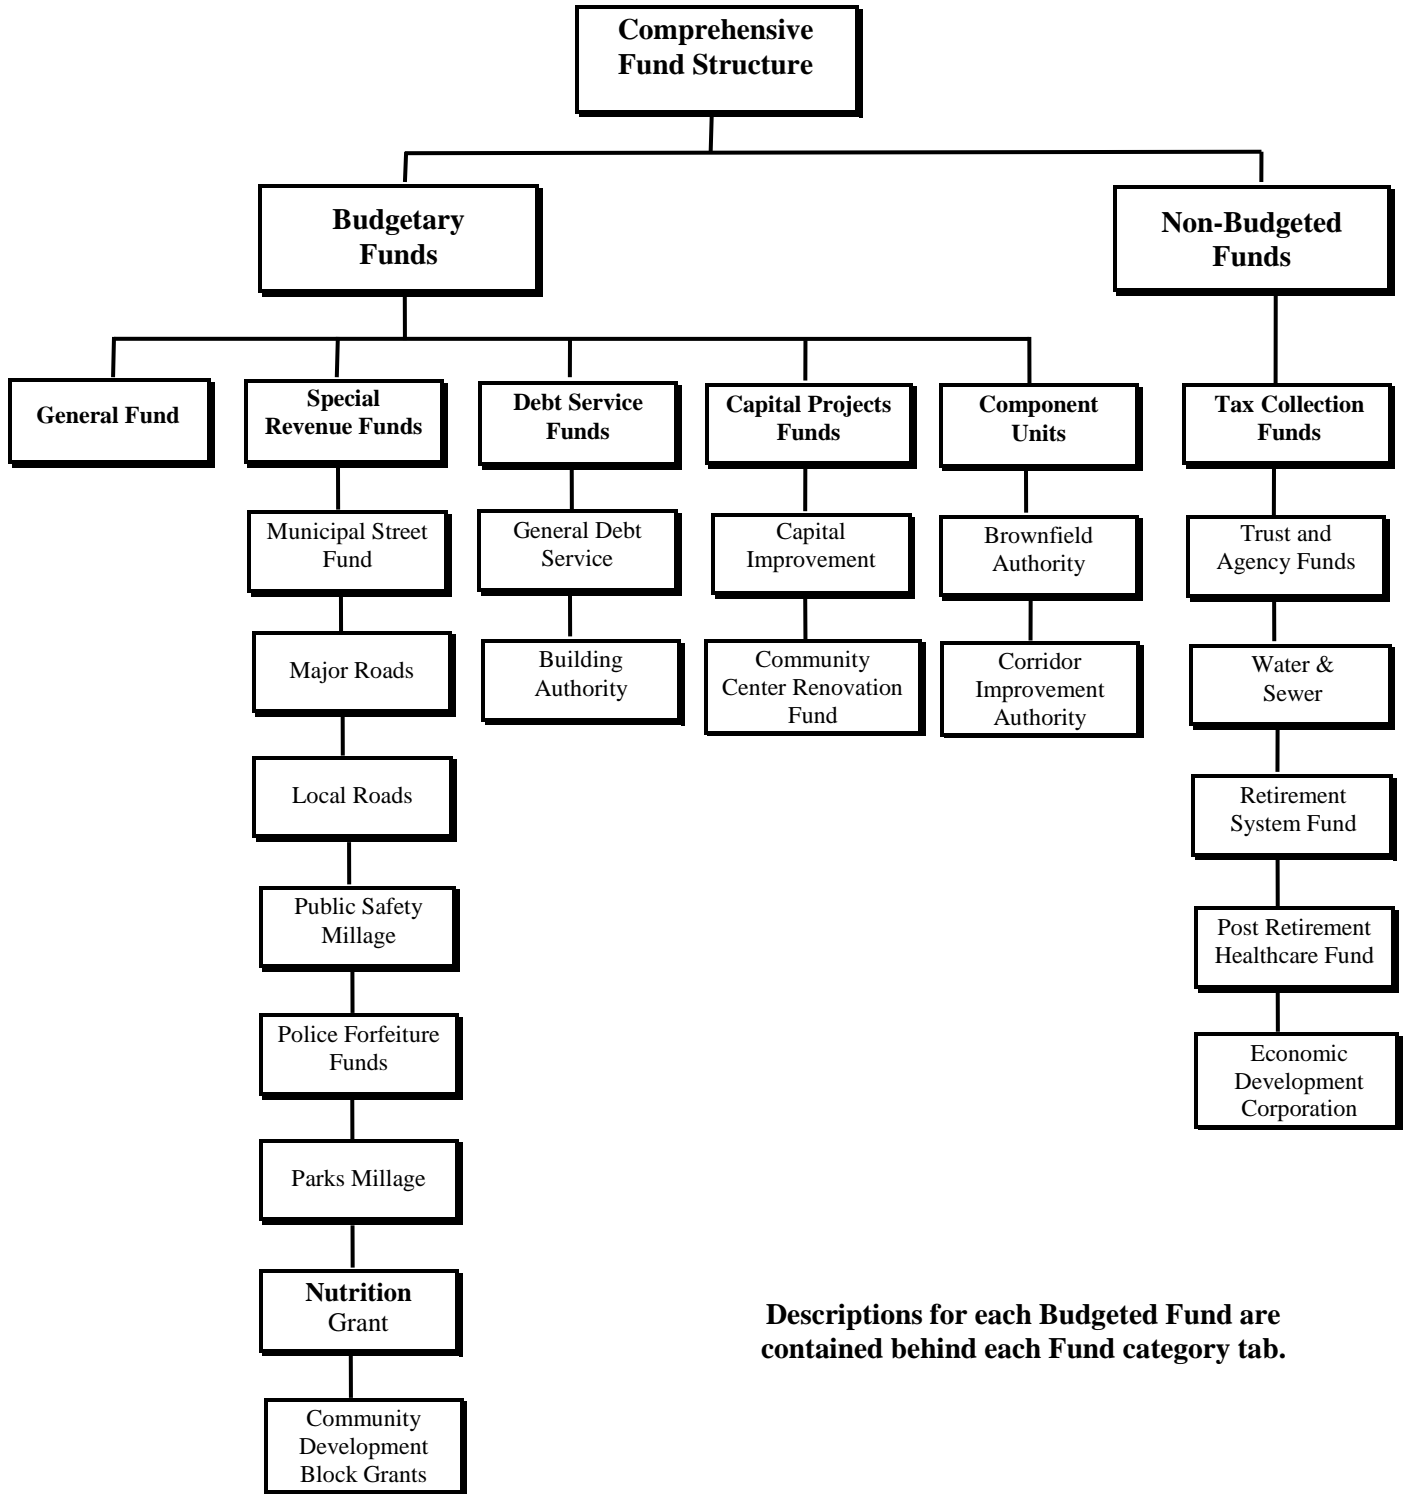 Comprehensive
Fund Structure
Budgetary
Funds
Non-Budgeted
Funds
General Fund
Special
Revenue Funds
Debt Service
Funds
Capital Projects
Funds
Component
Units
Tax Collection
Funds
Municipal Street
Fund
General Debt
Service
Capital
Improvement
Brownfield
Authority
Trust and
Agency Funds
Major Roads
Building
Authority
Community
Center Renovation
Fund
Corridor
Improvement
Authority
Water &
Sewer
Local Roads
Retirement
System Fund
Public Safety
Millage
Post Retirement
Healthcare Fund
Police Forfeiture
Funds
Economic
Development
Corporation
Parks Millage
Nutrition
Grant
Descriptions for each Budgeted Fund are
contained behind each Fund category tab.
Community
Development
Block Grants